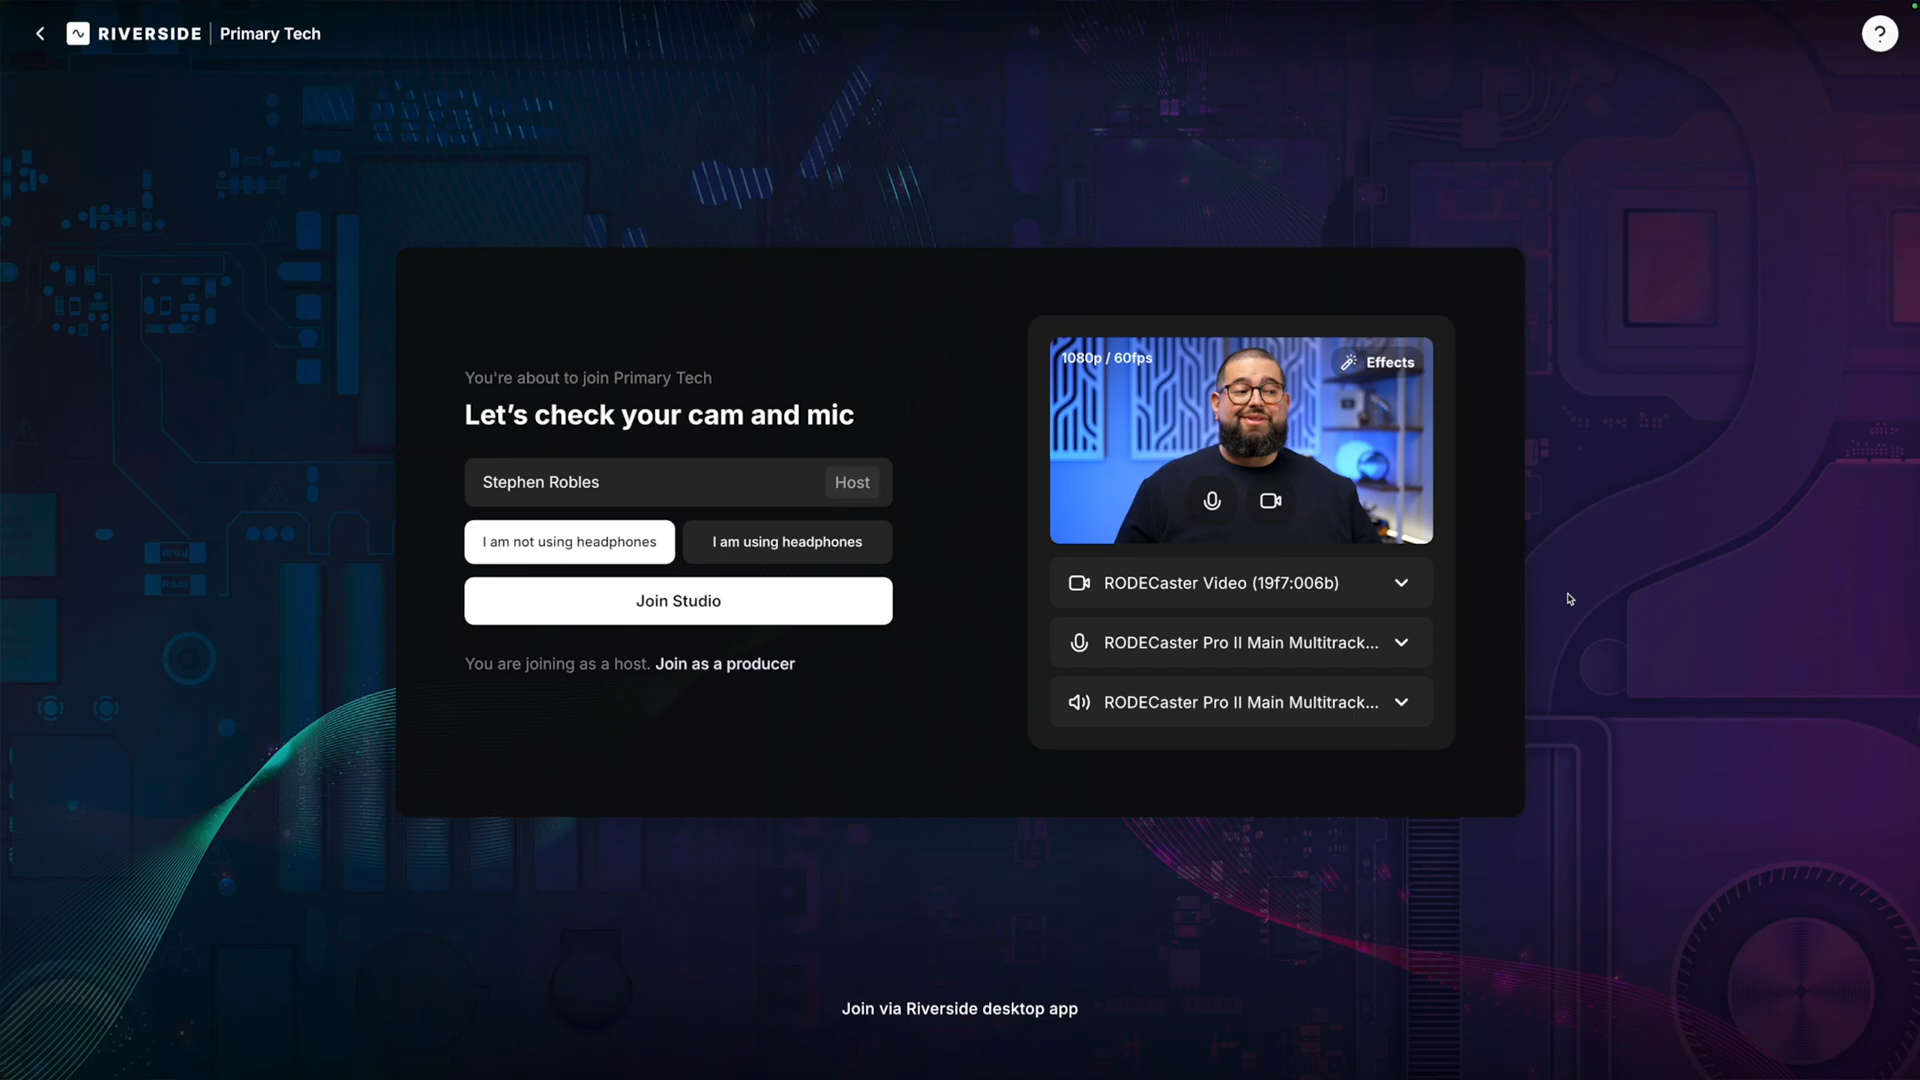 RIVERSIDE | Primary Tech
?
You're about to join Primary Tech
Let's check your cam and mic
Stephen Robles Host
I am not using headphones I am using headphones
Join Studio
You are joining as a host. Join as a producer
1080p / 60fps Effects
RODECaster Video (19f7:006b)
RODECaster Pro II Main Multitrack...
RODECaster Pro II Main Multitrack...
Join via Riverside desktop app